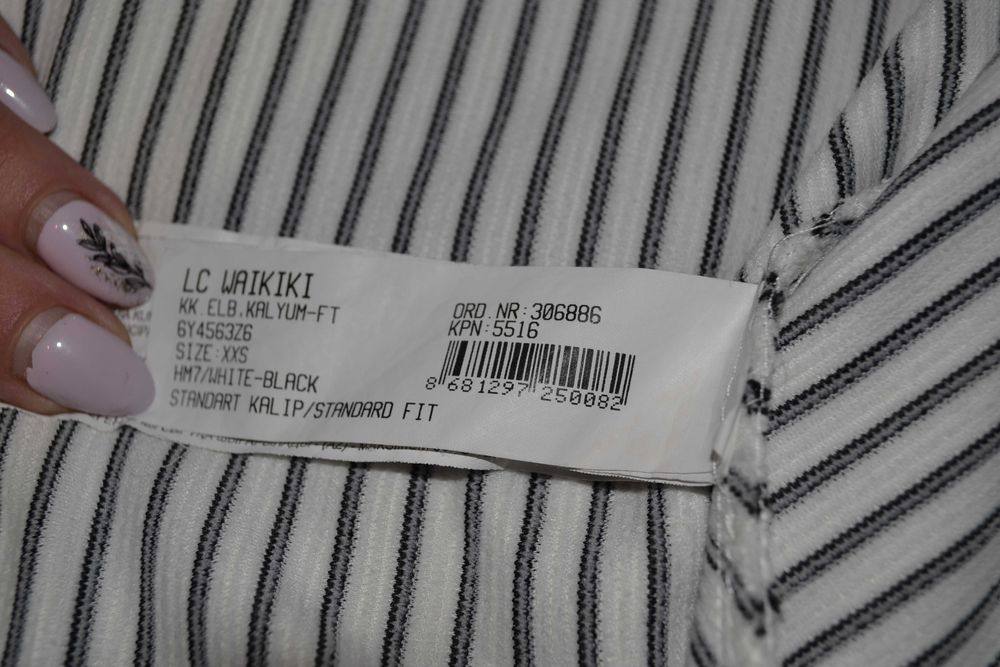 LC WAIKIKI
KK.ELB.KALYUM-FT
6Y4563Z6
SIZE:XXS
HM7/WHITE-BLACK
STANDART KALIP/STANDARD FIT
ORD.NR:306886
KPN:5516
8 681297 250082